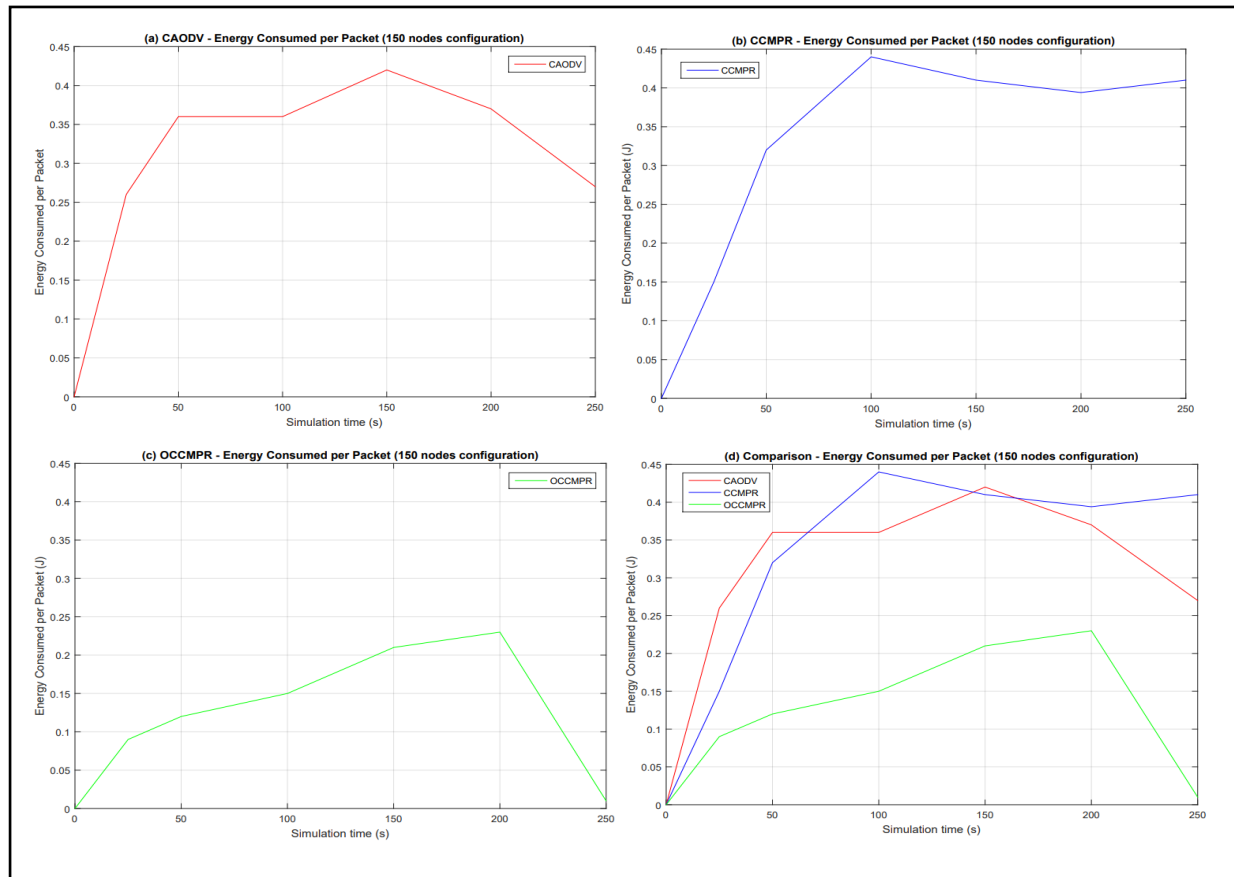 (a) CAODV - Energy Consumed per Packet (150 nodes configuration)
0.45
0.4
0.35
0.3
0.25
0.2
0.15
0.1
0.05
0
Energy Consumed per Packet
CAODV
0 50 100 150 200 250
Simulation time (s)
(b) CCMPR - Energy Consumed per Packet (150 nodes configuration)
0.45
0.4
0.35
0.3
0.45
0.2
0.15
0.1
0.05
0
Energy Consumed per Packet (J)
CCMPR
0 50 100 150 200 250
Simulation time (s)
(c) OCCMPR - Energy Consumed per Packet (150 nodes configuration)
0.45
0.4
0.35
0.3
0.25
0.2
0.15
0.1
0.05
0
Energy Consumed per Packet (J)
OCCMPR
0 50 100 150 200 250
Simulation time (s)
(d) Comparison - Energy Consumed per Packet (150 nodes configuration)
0.45
0.4
0.35
0.3
0.25
0.2
0.15
0.1
0.05
0
Energy Consumed per Packet (J)
CAODV
CCMPR
OCCMPR
0 50 100 150 200 250
Simulation time (s)